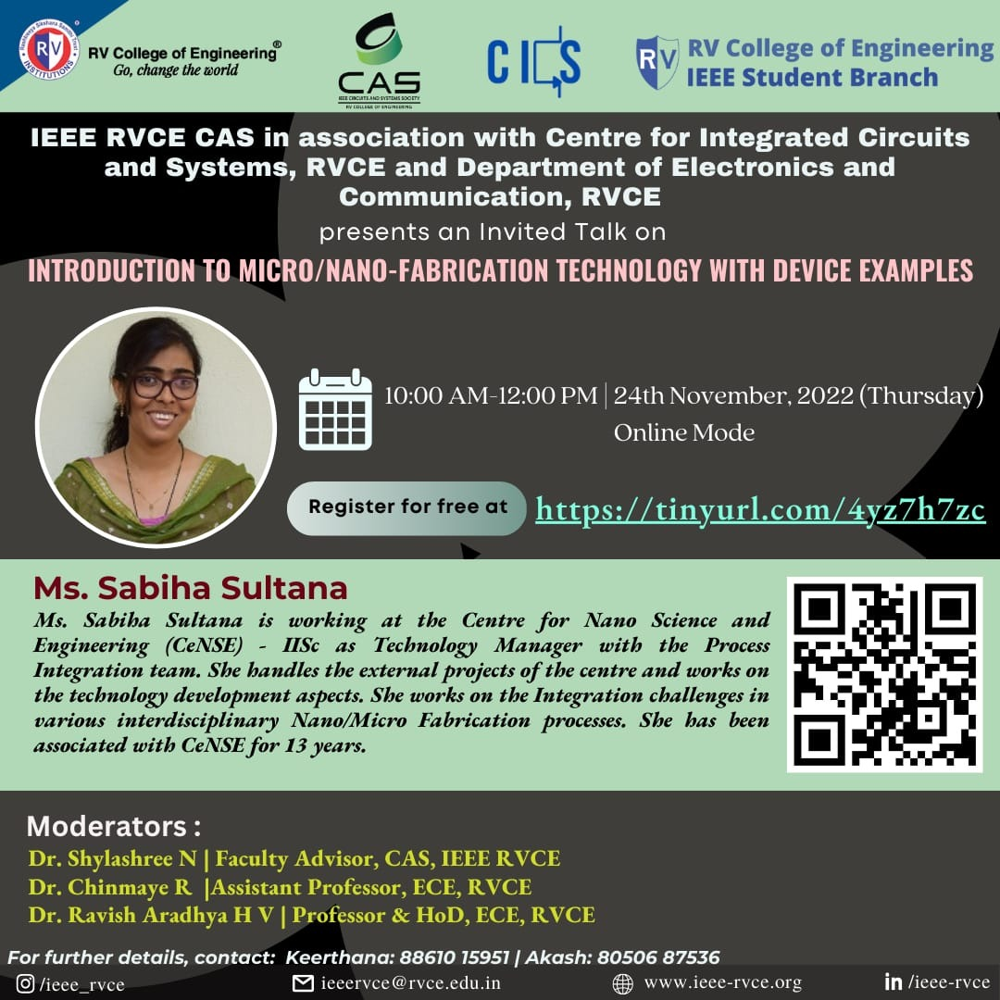 Rashtreeya Sikshana Samithi Trust
RV
INSTITUTIONS
RV College of Engineering®
Go, change the world
CAS
IEEE CIRCUITS AND SYSTEMS SOCIETY
RV COLLEGE OF ENGINEERING
CICS
RV
RV College of Engineering
IEEE Student Branch
IEEE RVCE CAS in association with Centre for Integrated Circuits
and Systems, RVCE and Department of Electronics and
Communication, RVCE
presents an Invited Talk on
INTRODUCTION TO MICRO/NANO-FABRICATION TECHNOLOGY WITH DEVICE EXAMPLES
10:00 AM-12:00 PM | 24th November, 2022 (Thursday)
Online Mode
Register for free at https://tinyurl.com/4yz7h7zc
Ms. Sabiha Sultana
Ms. Sabiha Sultana is working at the Centre for Nano Science and
Engineering (CeNSE) - IISc as Technology Manager with the Process
Integration team. She handles the external projects of the centre and works on
the technology development aspects. She works on the Integration challenges in
various interdisciplinary Nano/Micro Fabrication processes. She has been
associated with CeNSE for 13 years.
Moderators :
Dr. Shylashree N | Faculty Advisor, CAS, IEEE RVCE
Dr. Chinmaye R |Assistant Professor, ECE, RVCE
Dr. Ravish Aradhya H V | Professor & HoD, ECE, RVCE
For further details, contact: Keerthana: 88610 15951 | Akash: 80506 87536
/ieee_rvce ieeervce@rvce.edu.in www.ieee-rvce.org in /ieee-rvce